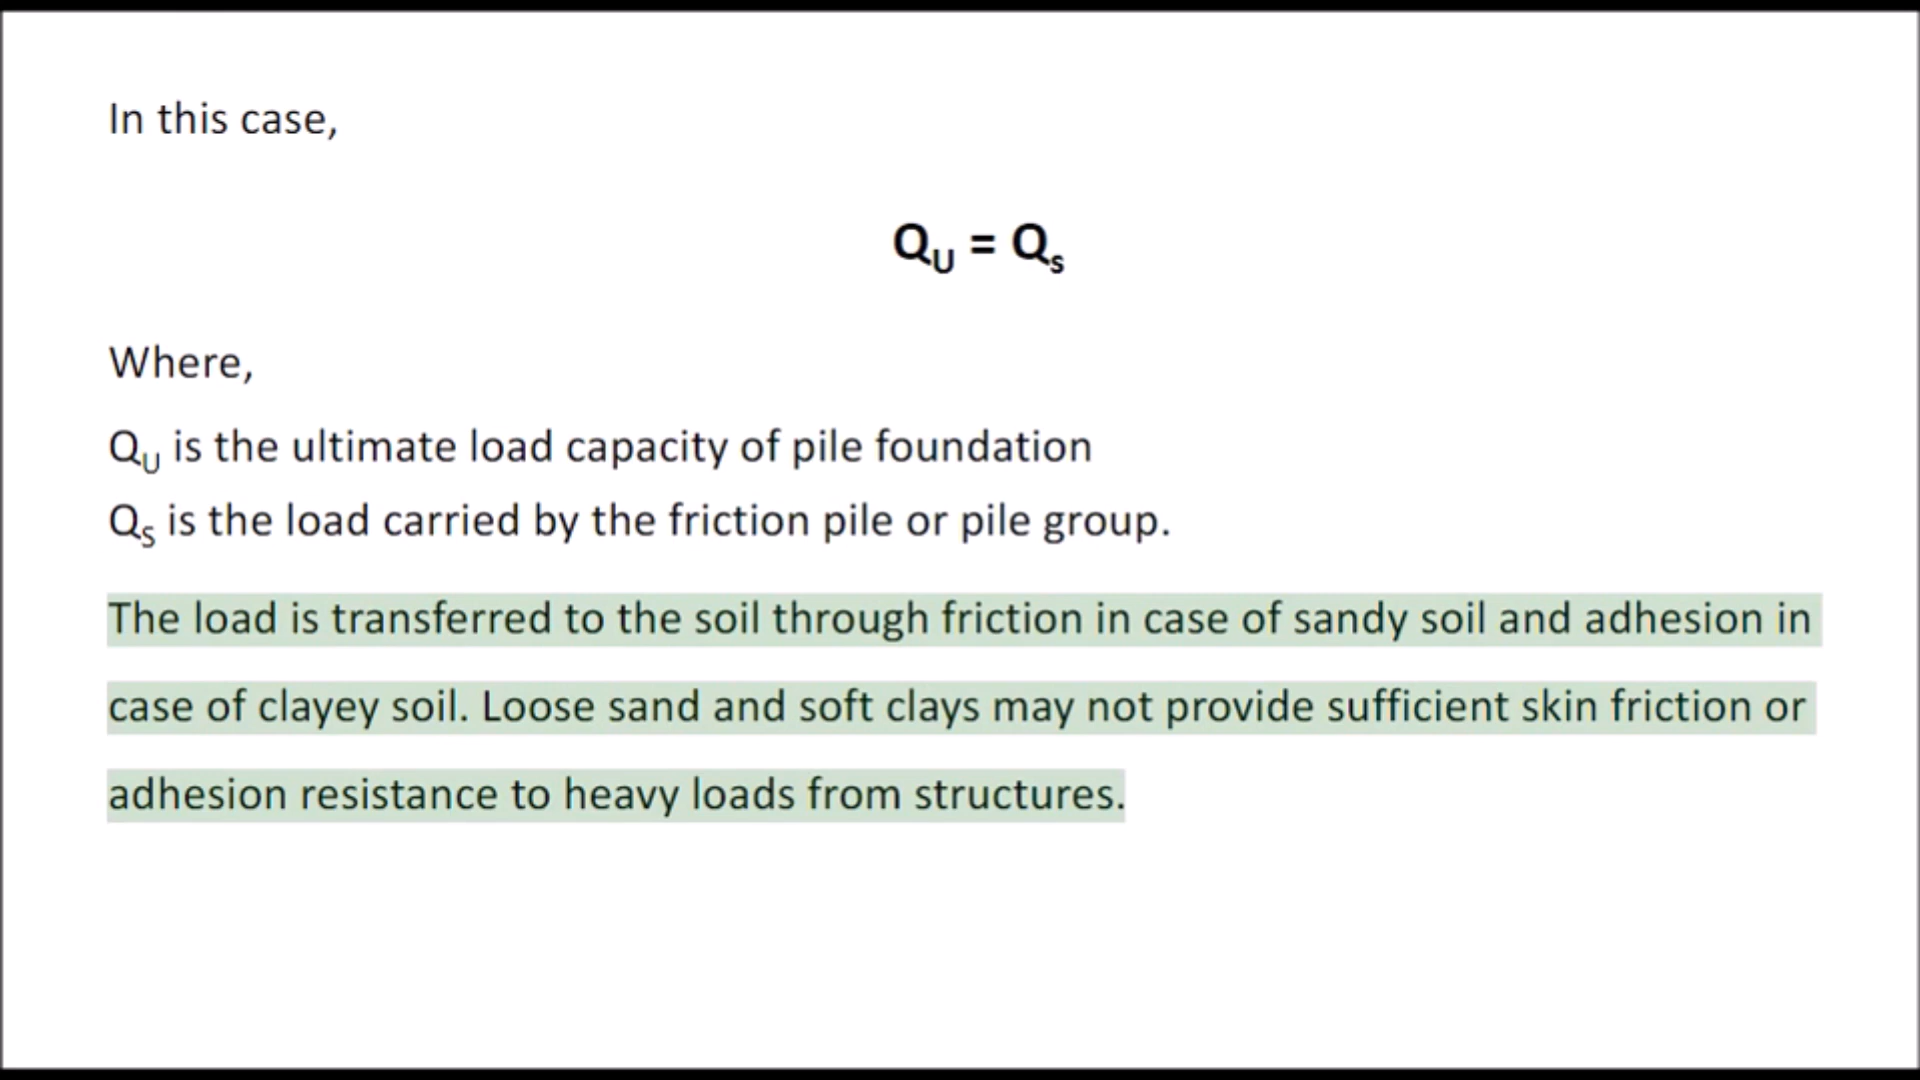 In this case,
QU = Qs
Where,
QU is the ultimate load capacity of pile foundation
QS is the load carried by the friction pile or pile group.
The load is transferred to the soil through friction in case of sandy soil and adhesion in
case of clayey soil. Loose sand and soft clays may not provide sufficient skin friction or
adhesion resistance to heavy loads from structures.